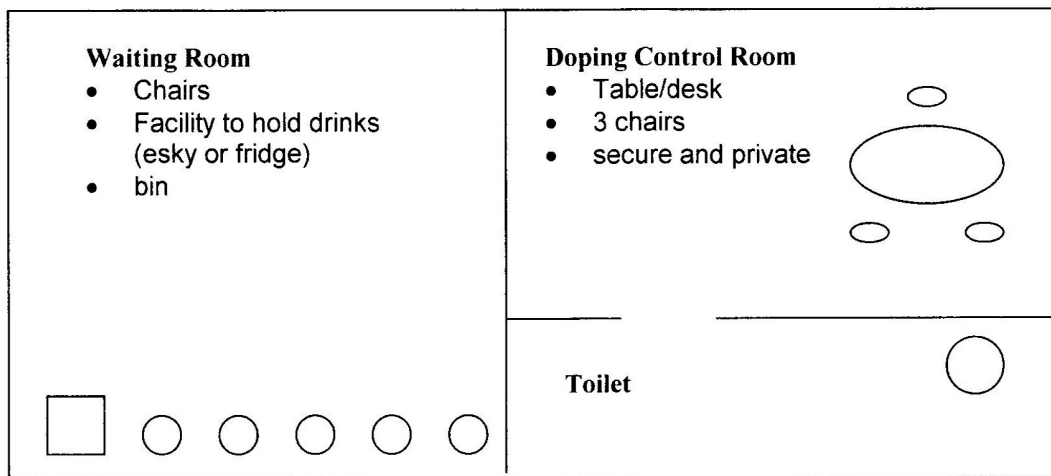 Waiting Room
• Chairs
• Facility to hold drinks
(esky or fridge)
• bin
Doping Control Room
• Table/desk
• 3 chairs
• secure and private
Toilet